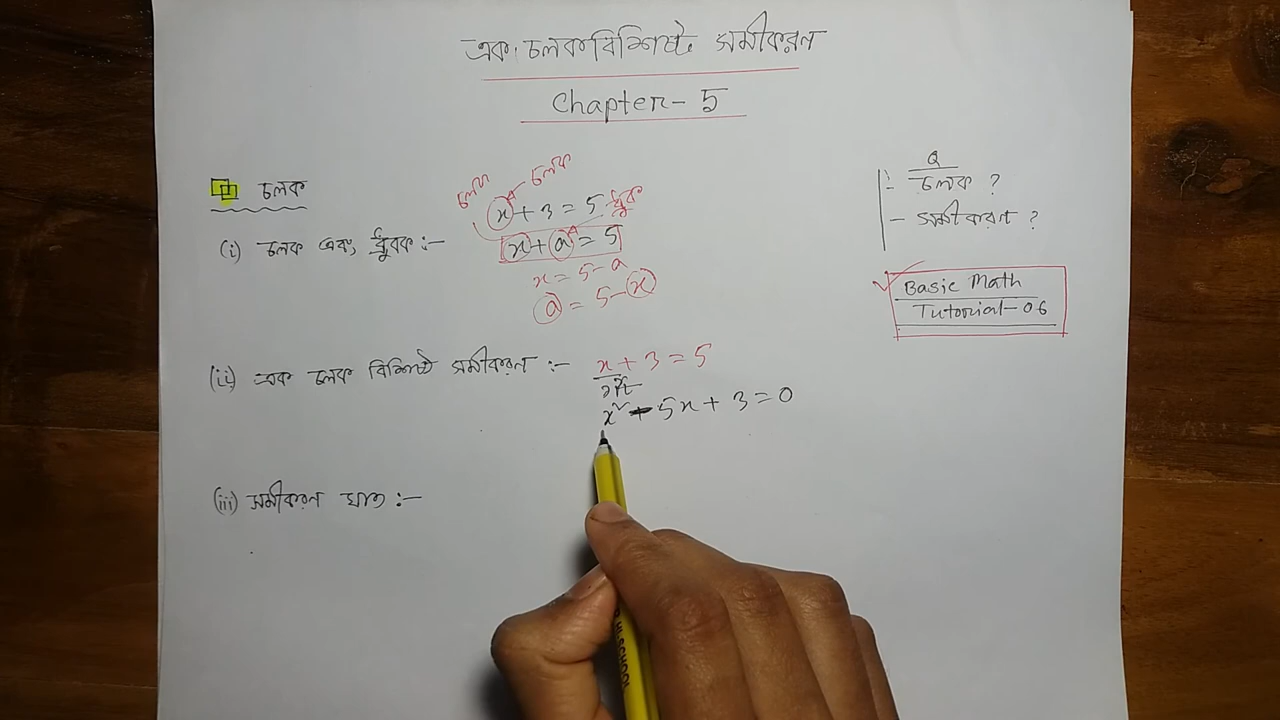 এক চলকবিশিষ্ট সমীকরণ
Chapter - 5
চলক
চলক চলক
x + 3 = 5 ধ্রুবক
(i) চলক এবং ধ্রুবক :-
x + a = 5
x = 5 - a
a = 5 - x
(ii) এক চলক বিশিষ্ট সমীকরণ :- x + 3 = 5
x² - 5x + 3 = 0
(iii) সমীকরণ ঘাত :-
Q
- চলক ?
- সমীকরণ ?
Basic Math
Tutorial - 06
HI-SCHOOL